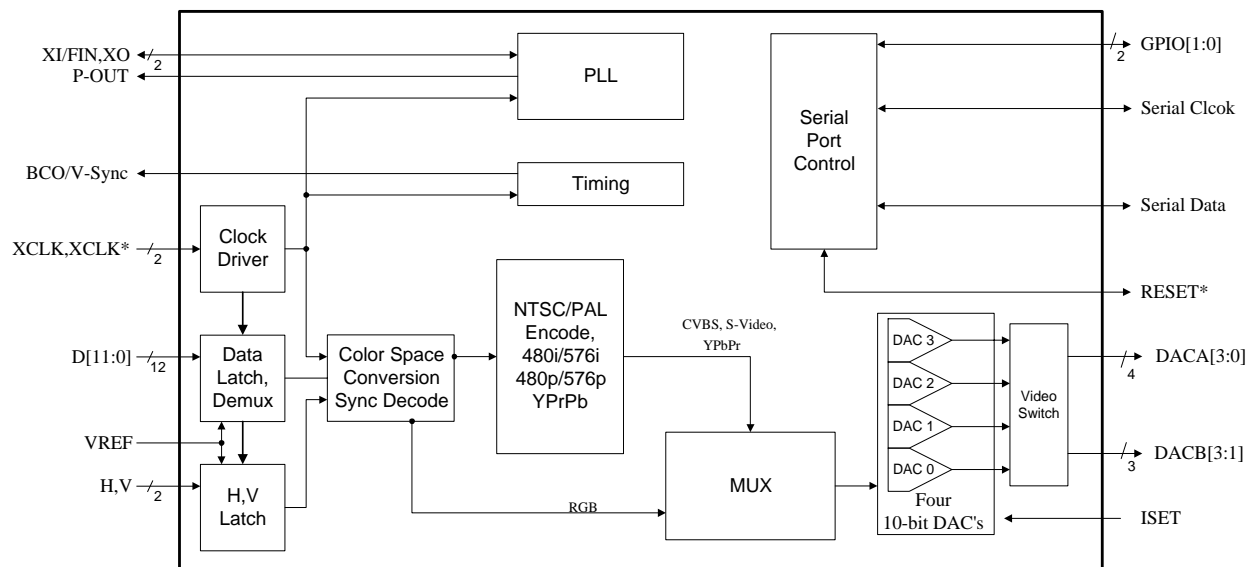 XI/FIN,XO
2
P-OUT
PLL
GPIO[1:0]
2
Serial
Port
Control
Serial Clcok
BCO/V-Sync
Timing
Serial Data
XCLK,XCLK*
2
Clock
Driver
RESET*
NTSC/PAL
Encode,
480i/576i
480p/576p
YPrPb
CVBS, S-Video,
YPbPr
D[11:0]
12
Data
Latch,
Demux
Color Space
Conversion
Sync Decode
DAC 3
DAC 2
DAC 1
DAC 0
Four
10-bit DAC's
Video
Switch
DACA[3:0]
4
DACB[3:1]
3
VREF
H,V
2
H,V
Latch
RGB
MUX
ISET